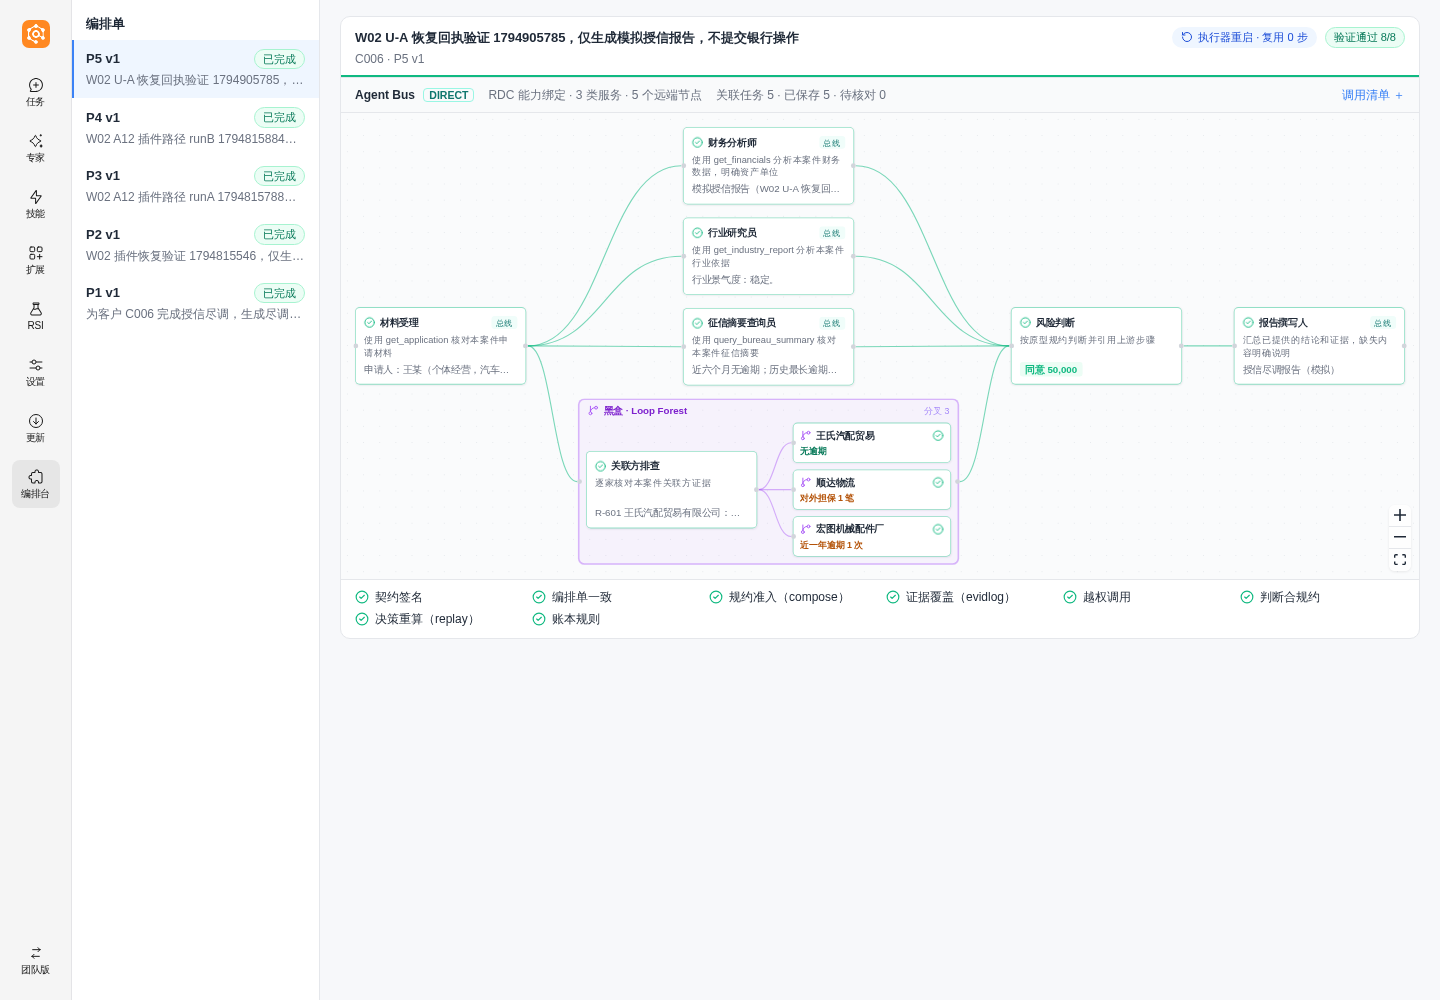 任务
专家
技能
扩展
RSI
设置
更新
编排台
团队版
编排单
P5 v1
已完成
W02 U-A 恢复回执验证 1794905785，…
P4 v1
已完成
W02 A12 插件路径 runB 1794815884…
P3 v1
已完成
W02 A12 插件路径 runA 1794815788…
P2 v1
已完成
W02 插件恢复验证 1794815546，仅生…
P1 v1
已完成
为客户 C006 完成授信尽调，生成尽调…
W02 U-A 恢复回执验证 1794905785，仅生成模拟授信报告，不提交银行操作
执行器重启 · 复用 0 步
验证通过 8/8
C006 · P5 v1
Agent Bus
DIRECT
RDC 能力绑定 · 3 类服务 · 5 个远端节点
关联任务 5 · 已保存 5 · 待核对 0
调用清单 ＋
材料受理
总线
使用 get_application 核对本案件申
请材料
申请人：王某（个体经营，汽车…
财务分析师
总线
使用 get_financials 分析本案件财务
数据，明确资产单位
模拟授信报告（W02 U-A 恢复回…
行业研究员
总线
使用 get_industry_report 分析本案件
行业依据
行业景气度：稳定。
征信摘要查询员
总线
使用 query_bureau_summary 核对
本案件征信摘要
近六个月无逾期；历史最长逾期…
黑盒 · Loop Forest
分叉 3
关联方排查
逐家核对本案件关联方证据
R-601 王氏汽配贸易有限公司：…
王氏汽配贸易
无逾期
顺达物流
对外担保 1 笔
宏图机械配件厂
近一年逾期 1 次
风险判断
按原型规约判断并引用上游步骤
同意 50,000
报告撰写人
总线
汇总已提供的结论和证据，缺失内
容明确说明
授信尽调报告（模拟）
契约签名
编排单一致
规约准入（compose）
证据覆盖（evidlog）
越权调用
判断合规约
决策重算（replay）
账本规则